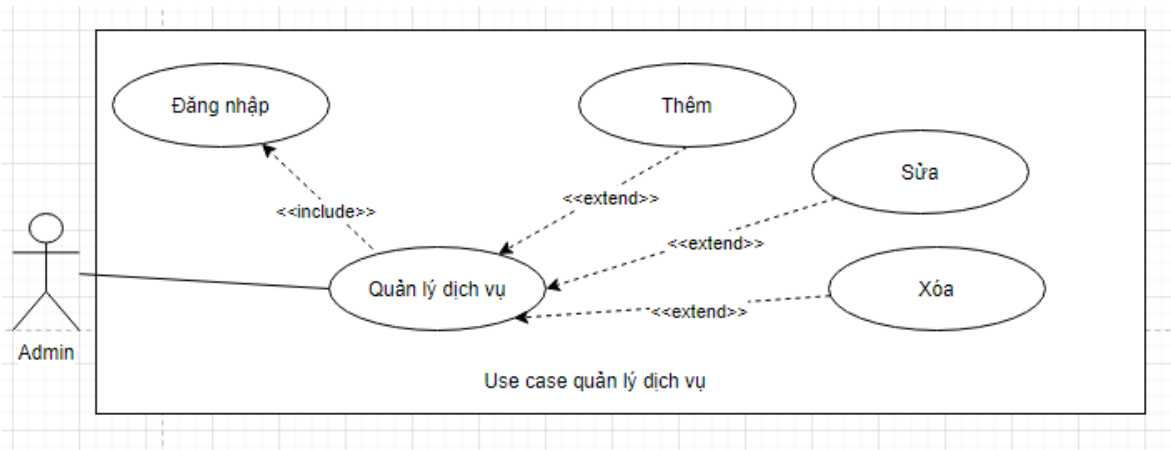 Đăng nhập
Thêm
Sửa
<<extend>>
<<include>>
<<extend>>
Quản lý dịch vụ
Xóa
<<extend>>
Admin
Use case quản lý dịch vụ